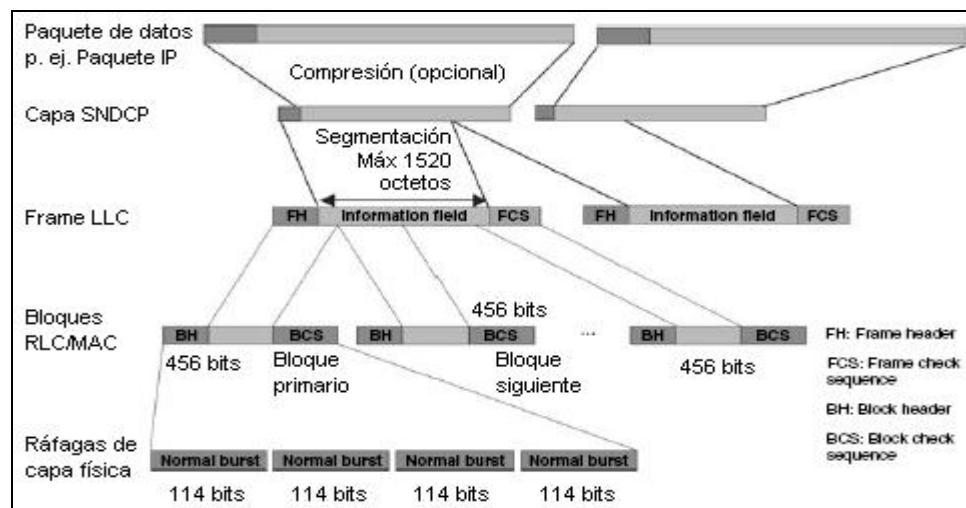 Paquete de datos
p. ej. Paquete IP
Compresión (opcional)
Capa SNDCP
Segmentación
Máx 1520
octetos
Frame LLC
FH Information field FCS
FH Information field FCS
456 bits
Bloques
RLC/MAC
BH BCS
BH BCS
...
BH BCS
456 bits
Bloque
primario
Bloque
siguiente
456 bits
FH: Frame header
FCS: Frame check
sequence
BH: Block header
BCS: Block check
sequence
Ráfagas de
capa física
Normal burst Normal burst Normal burst Normal burst
114 bits 114 bits 114 bits 114 bits